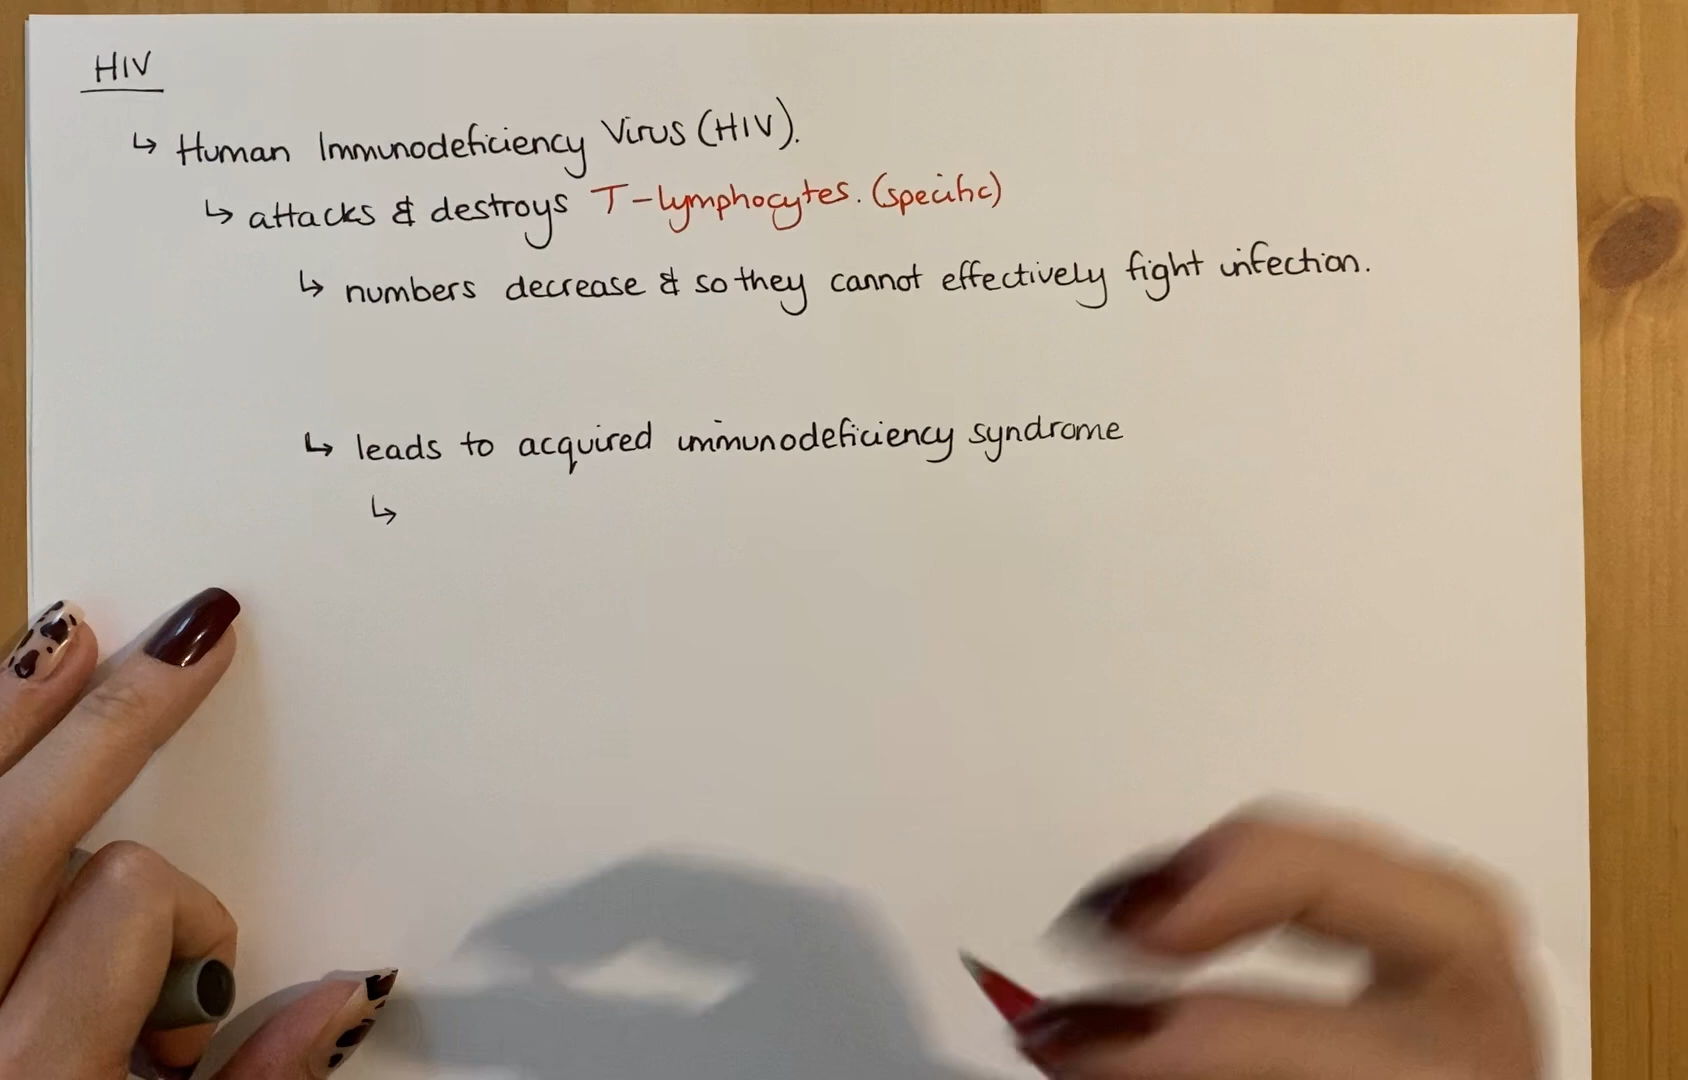 HIV
↳ Human Immunodeficiency Virus (HIV).
↳ attacks & destroys T-lymphocytes. (specific)
↳ numbers decrease & so they cannot effectively fight infection.
↳ leads to acquired immunodeficiency syndrome
↳